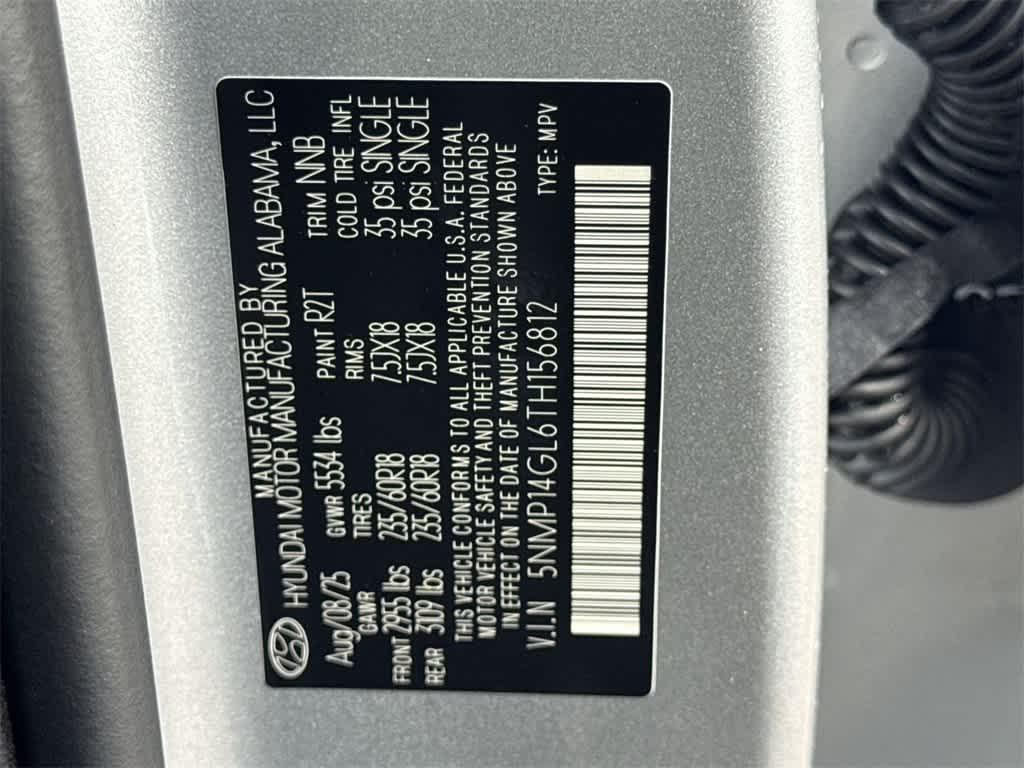 MANUFACTURED BY
HYUNDAI MOTOR MANUFACTURING ALABAMA, LLC
Aug/08/25 GVWR 5534 lbs PAINT R2T TRIM NNB
GAWR TIRES RIMS COLD TIRE INFL
FRONT 2955 lbs 235/60R18 7.5JX18 35 psi SINGLE
REAR 3109 lbs 235/60R18 7.5JX18 35 psi SINGLE
THIS VEHICLE CONFORMS TO ALL APPLICABLE U.S.A. FEDERAL
MOTOR VEHICLE SAFETY AND THEFT PREVENTION STANDARDS
IN EFFECT ON THE DATE OF MANUFACTURE SHOWN ABOVE
V.I.N 5NMP14GL6TH156812 TYPE: MPV